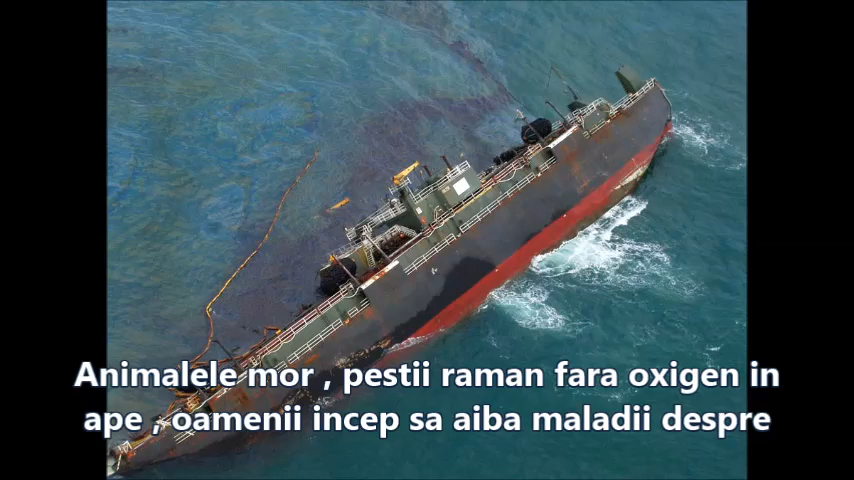 Animalele mor , pestii raman fara oxigen in
ape , oamenii incep sa aiba maladii despre